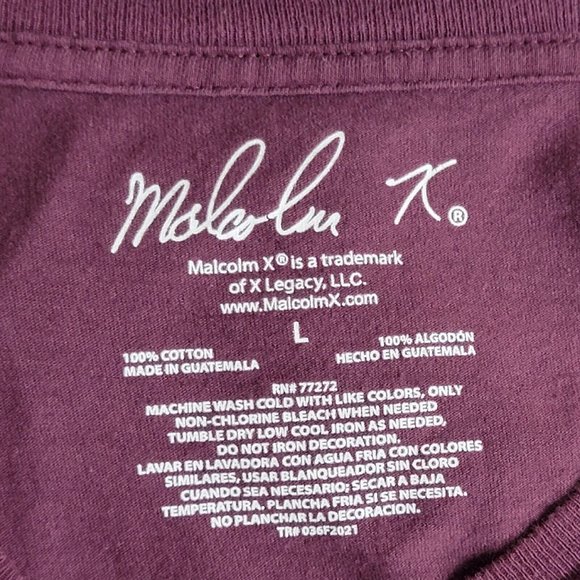 Malcolm X®
Malcolm X® is a trademark
of X Legacy, LLC.
www.MalcolmX.com
L
100% COTTON
MADE IN GUATEMALA
100% ALGODÓN
HECHO EN GUATEMALA
RN# 77272
MACHINE WASH COLD WITH LIKE COLORS, ONLY
NON-CHLORINE BLEACH WHEN NEEDED
TUMBLE DRY LOW COOL IRON AS NEEDED,
DO NOT IRON DECORATION.
LAVAR EN LAVADORA CON AGUA FRIA CON COLORES
SIMILARES, USAR BLANQUEADOR SIN CLORO
CUANDO SEA NECESARIO; SECAR A BAJA
TEMPERATURA, PLANCHA FRIA SI SE NECESITA.
NO PLANCHAR LA DECORACION.
TR# 036F2021